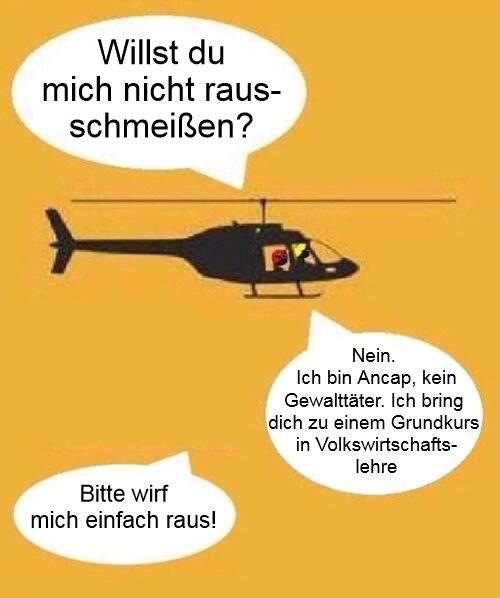 Willst du
mich nicht raus-
schmeißen?
Nein.
Ich bin Ancap, kein
Gewalttäter. Ich bring
dich zu einem Grundkurs
in Volkswirtschafts-
lehre
Bitte wirf
mich einfach raus!